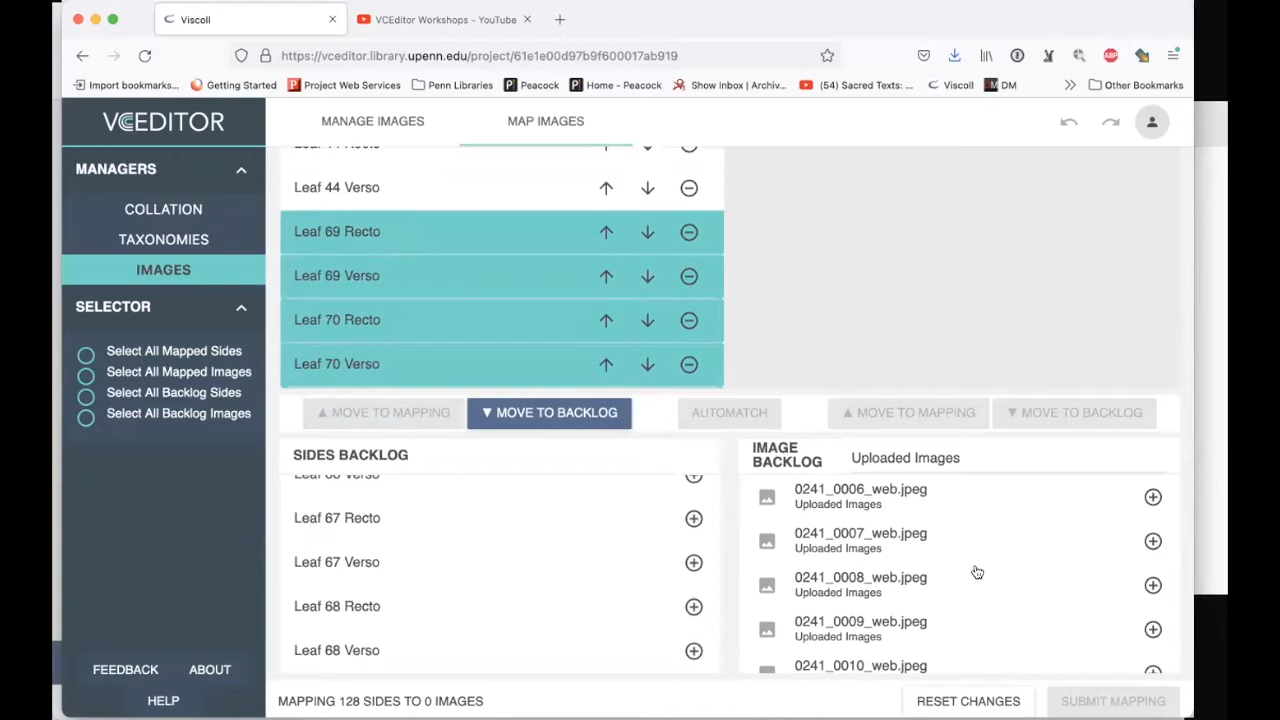 Viscoll
VCEditor Workshops - YouTube
https://vceditor.library.upenn.edu/project/61e1e00d97b9f600017ab919
Import bookmarks...
Getting Started
Project Web Services
Penn Libraries
Peacock
Home - Peacock
Show Inbox | Archiv...
(54) Sacred Texts: ...
Viscoll
DM
Other Bookmarks
VCEDITOR
MANAGE IMAGES
MAP IMAGES
MANAGERS
COLLATION
TAXONOMIES
IMAGES
SELECTOR
Select All Mapped Sides
Select All Mapped Images
Select All Backlog Sides
Select All Backlog Images
FEEDBACK
ABOUT
HELP
Leaf 44 Verso
Leaf 69 Recto
Leaf 69 Verso
Leaf 70 Recto
Leaf 70 Verso
▲ MOVE TO MAPPING
▼ MOVE TO BACKLOG
AUTOMATCH
▲ MOVE TO MAPPING
▼ MOVE TO BACKLOG
SIDES BACKLOG
Leaf 67 Recto
Leaf 67 Verso
Leaf 68 Recto
Leaf 68 Verso
IMAGE
BACKLOG
Uploaded Images
0241_0006_web.jpeg
Uploaded Images
0241_0007_web.jpeg
Uploaded Images
0241_0008_web.jpeg
Uploaded Images
0241_0009_web.jpeg
Uploaded Images
0241_0010_web.jpeg
MAPPING 128 SIDES TO 0 IMAGES
RESET CHANGES
SUBMIT MAPPING